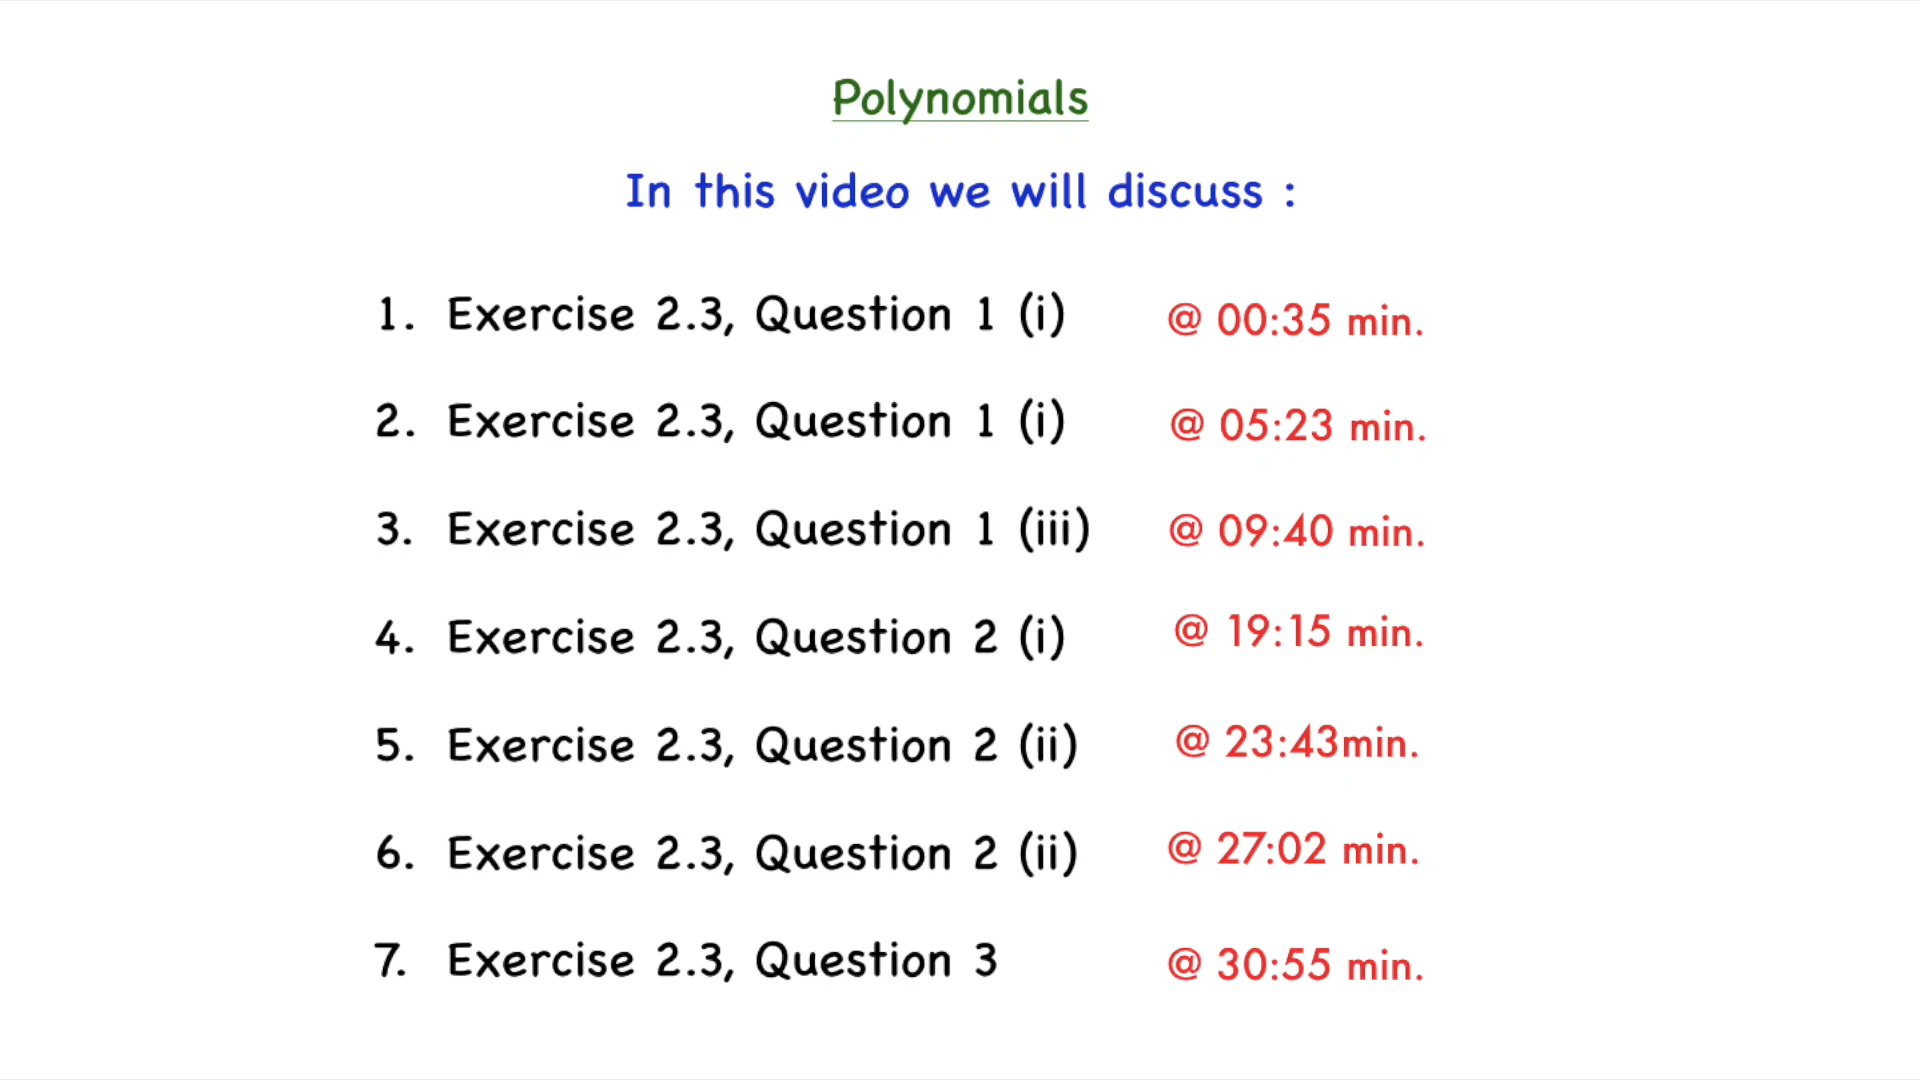 Polynomials
In this video we will discuss :
1. Exercise 2.3, Question 1 (i) @ 00:35 min.
2. Exercise 2.3, Question 1 (i) @ 05:23 min.
3. Exercise 2.3, Question 1 (iii) @ 09:40 min.
4. Exercise 2.3, Question 2 (i) @ 19:15 min.
5. Exercise 2.3, Question 2 (ii) @ 23:43min.
6. Exercise 2.3, Question 2 (ii) @ 27:02 min.
7. Exercise 2.3, Question 3 @ 30:55 min.